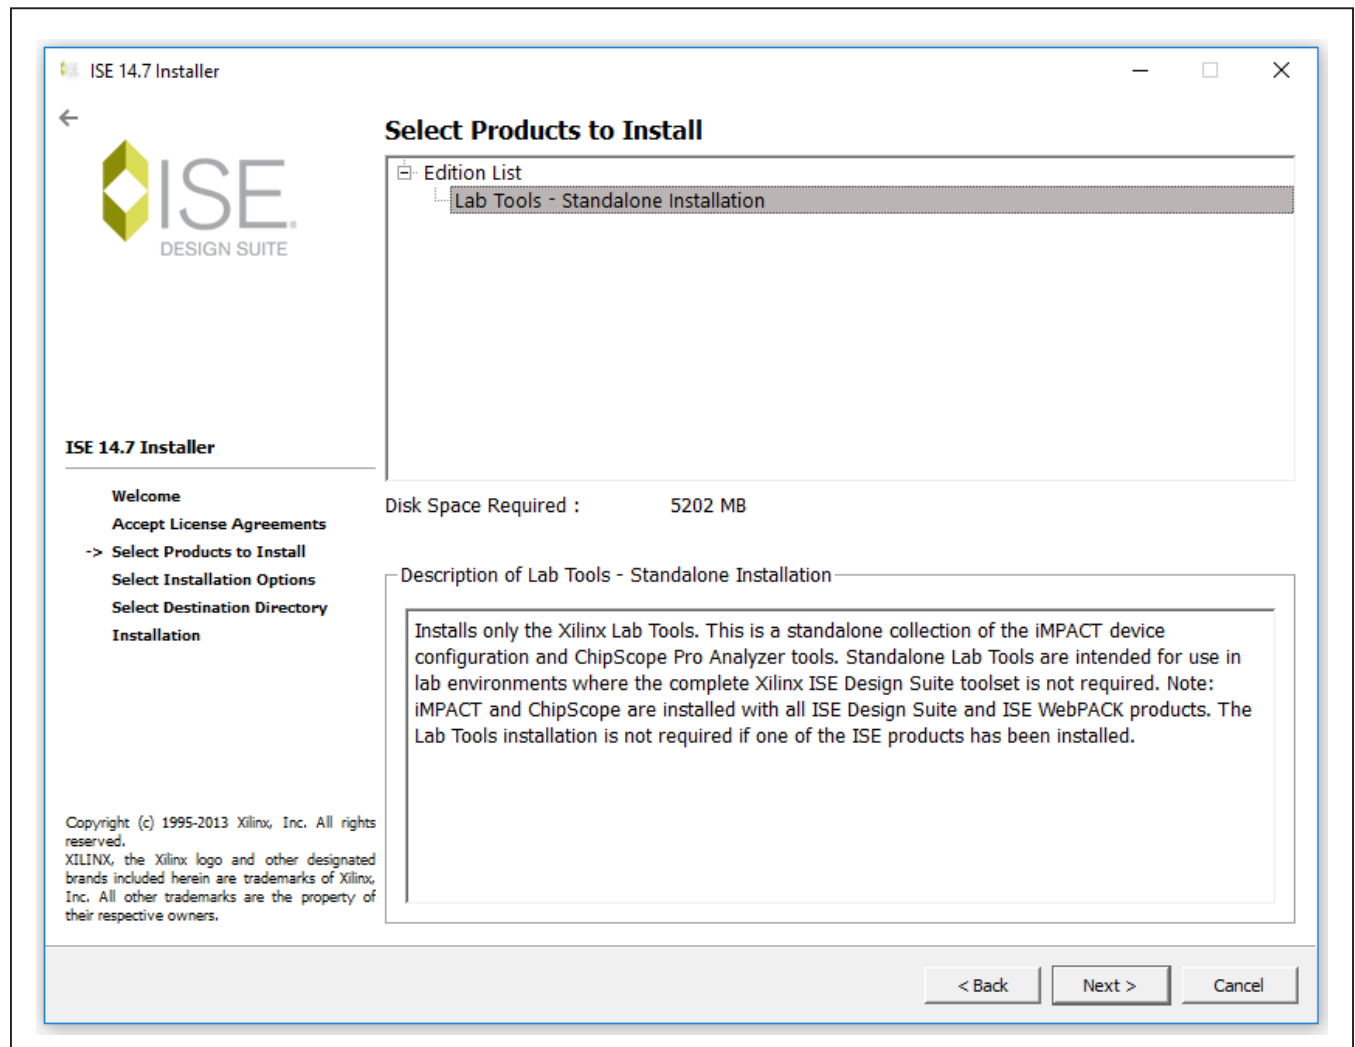 ISE 14.7 Installer
ISE®
DESIGN SUITE
Select Products to Install
Edition List
Lab Tools - Standalone Installation
ISE 14.7 Installer
Welcome
Accept License Agreements
-> Select Products to Install
Select Installation Options
Select Destination Directory
Installation
Disk Space Required : 5202 MB
Description of Lab Tools - Standalone Installation
Installs only the Xilinx Lab Tools. This is a standalone collection of the iMPACT device
configuration and ChipScope Pro Analyzer tools. Standalone Lab Tools are intended for use in
lab environments where the complete Xilinx ISE Design Suite toolset is not required. Note:
iMPACT and ChipScope are installed with all ISE Design Suite and ISE WebPACK products. The
Lab Tools installation is not required if one of the ISE products has been installed.
Copyright (c) 1995-2013 Xilinx, Inc. All rights
reserved.
XILINX, the Xilinx logo and other designated
brands included herein are trademarks of Xilinx,
Inc. All other trademarks are the property of
their respective owners.
< Back Next > Cancel